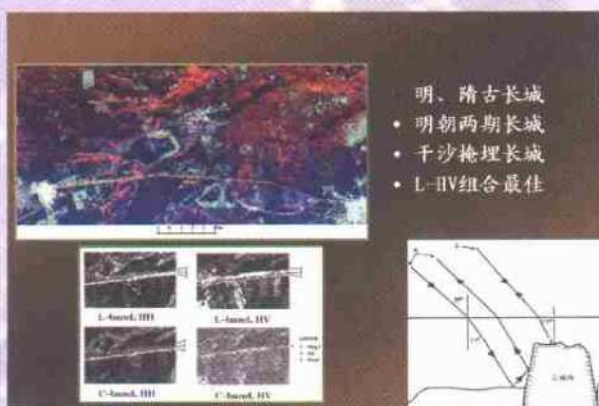 明、隋古长城
• 明朝两期长城
• 干沙掩埋长城
• L-HV组合最佳
L-band, HH
L-band, HV
C-band, HH
C-band, HV